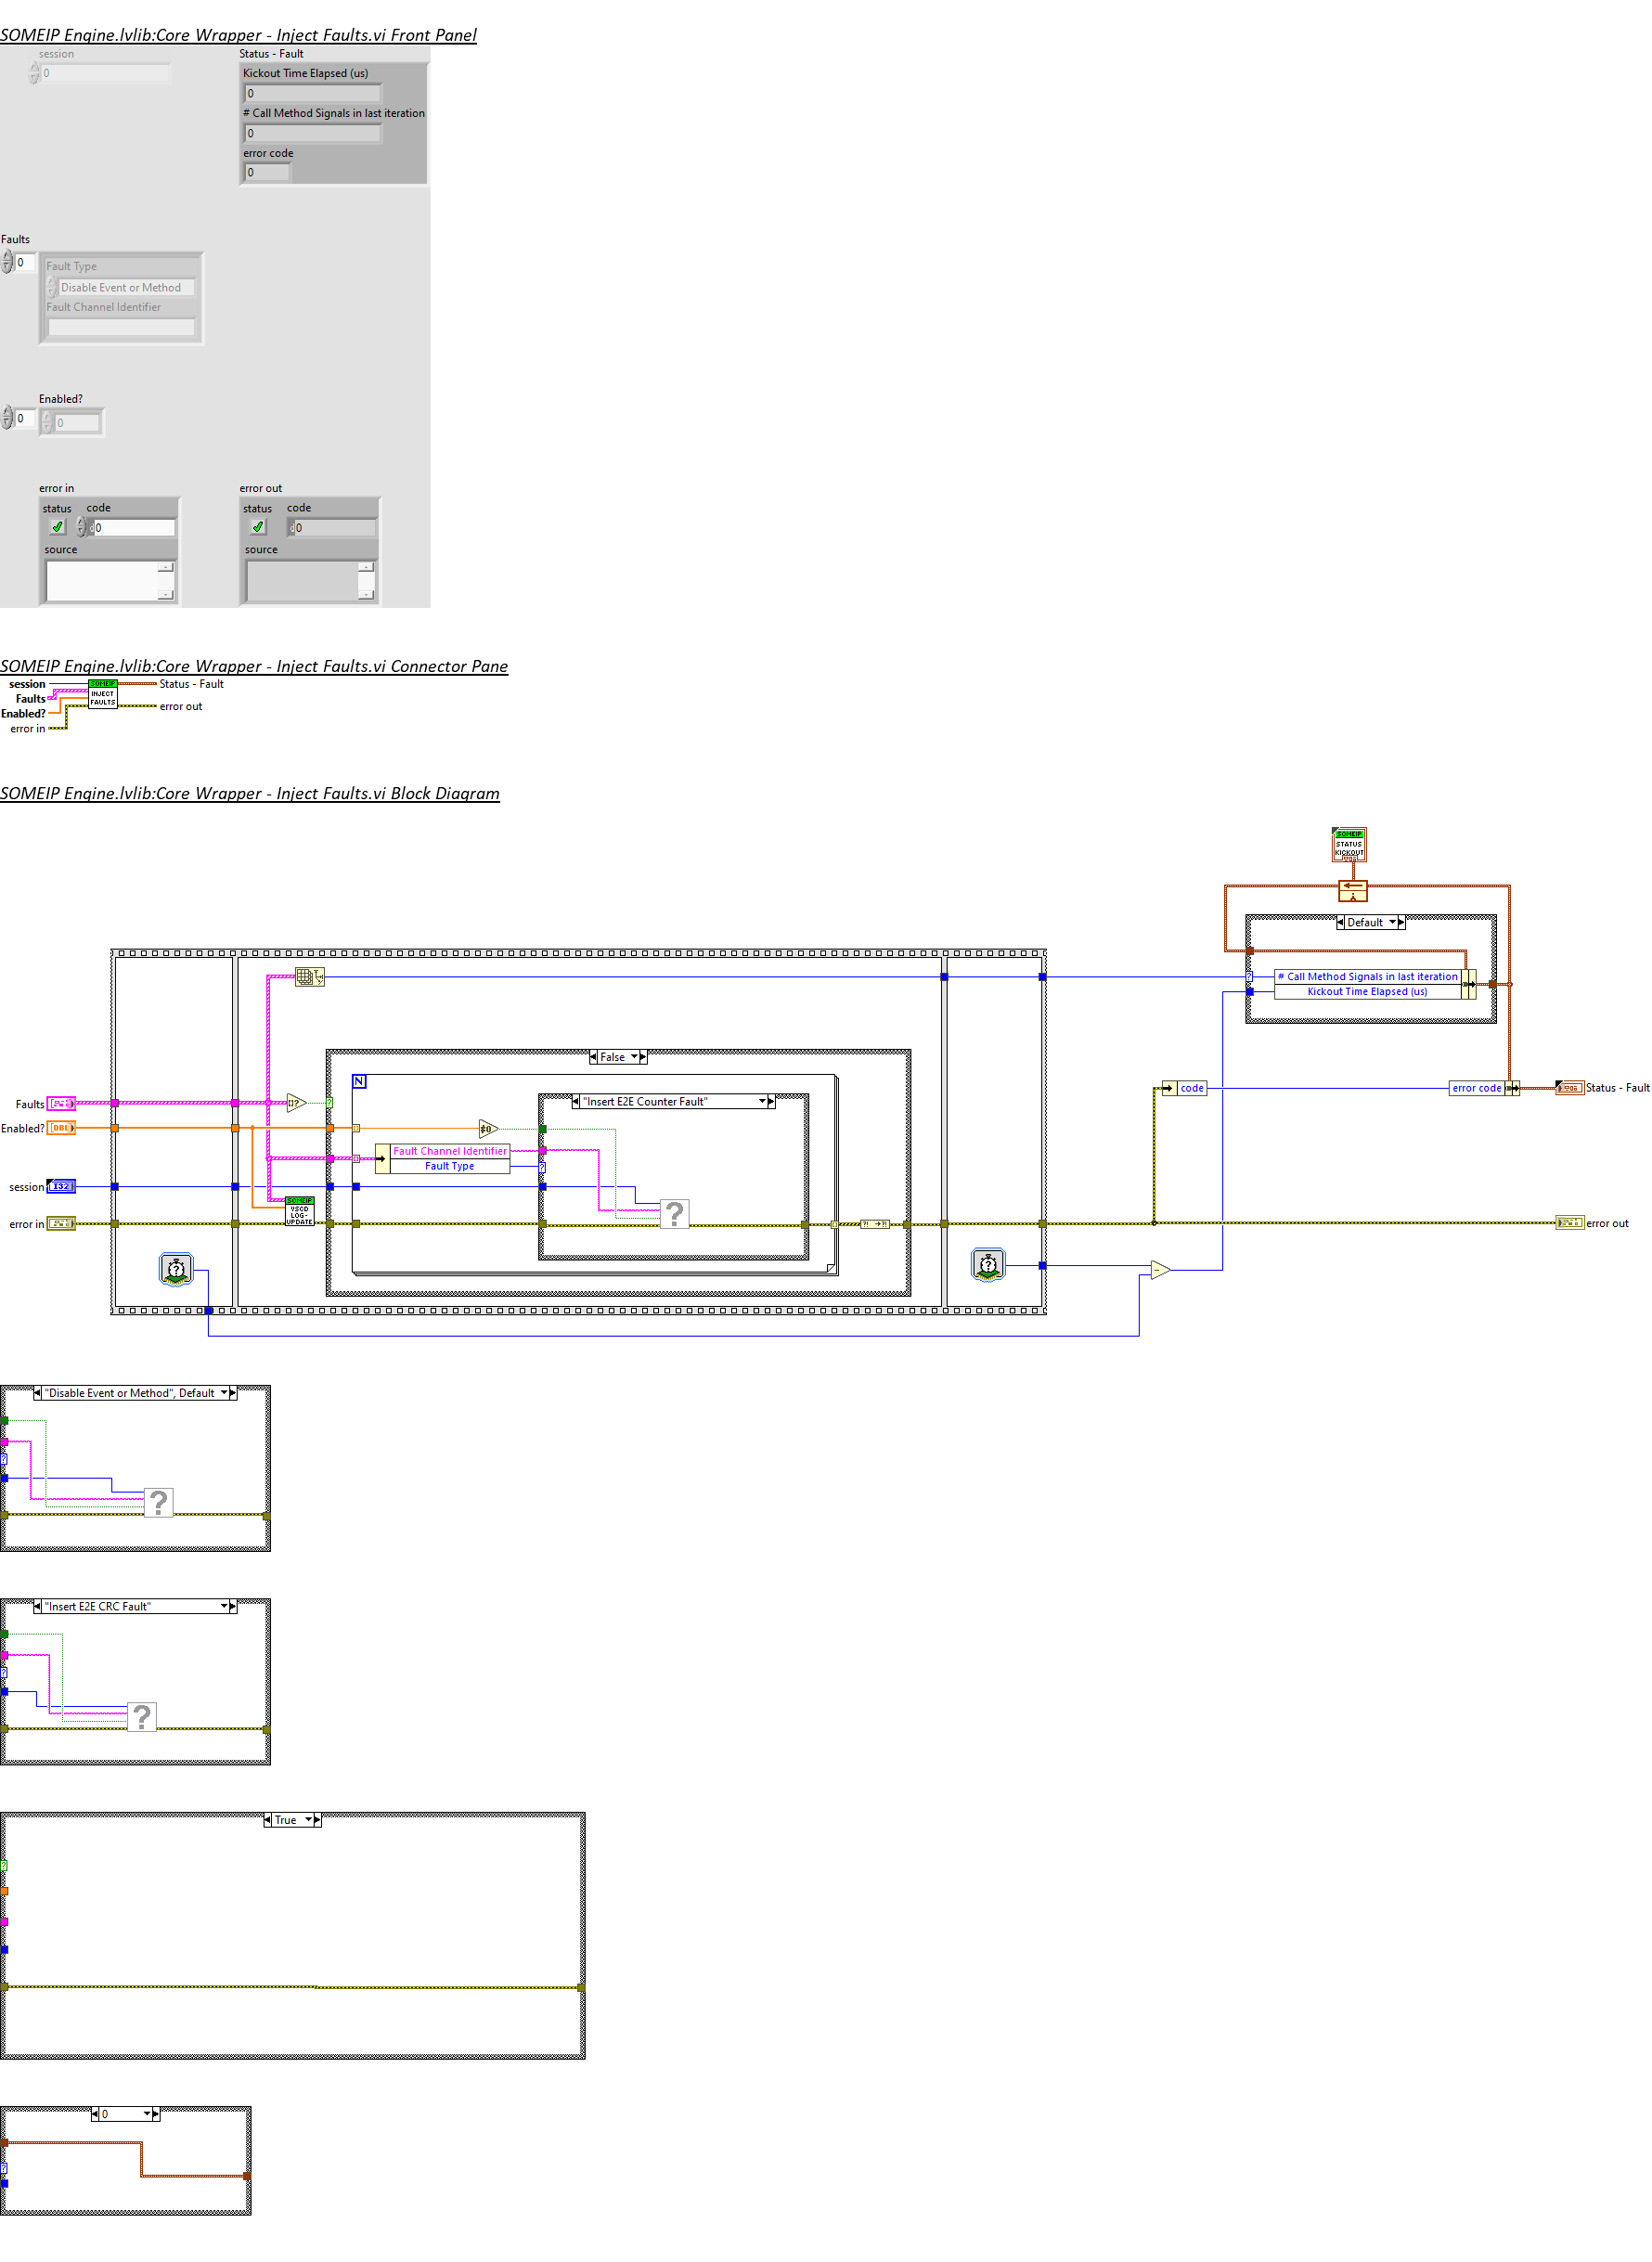 SOMEIP Engine.lvlib:Core Wrapper - Inject Faults.vi Front Panel
session
0
Status - Fault
Kickout Time Elapsed (us)
0
# Call Method Signals in last iteration
0
error code
0
Faults
0
Fault Type
Disable Event or Method
Fault Channel Identifier
Enabled?
0
0
error in
status code
0
source
error out
status code
0
source
SOMEIP Engine.lvlib:Core Wrapper - Inject Faults.vi Connector Pane
session
Faults
Enabled?
error in
SOMEIP
INJECT
FAULTS
Status - Fault
error out
SOMEIP Engine.lvlib:Core Wrapper - Inject Faults.vi Block Diagram
SOMEIP
STATUS
KICKOUT
Default
# Call Method Signals in last iteration
Kickout Time Elapsed (us)
False
N
"Insert E2E Counter Fault"
Faults
Enabled?
DBL
session
I32
error in
Fault Channel Identifier
Fault Type
SOMEIP
VSCD
LOG-
UPDATE
?
code
error code
Status - Fault
error out
"Disable Event or Method", Default
?
"Insert E2E CRC Fault"
?
True
0